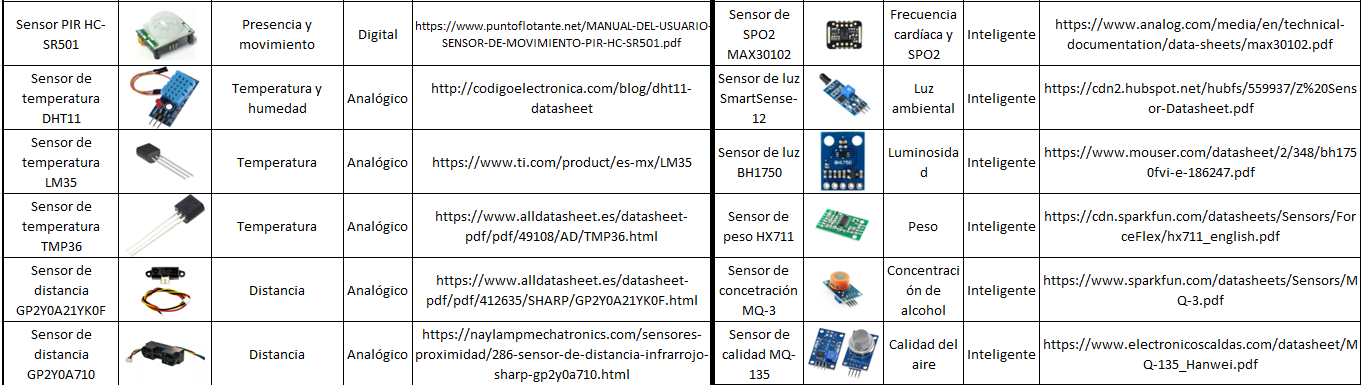 Sensor PIR HC-
SR501
Presencia y
movimiento
Digital
https://www.puntoflotante.net/MANUAL-DEL-USUARIO-
SENSOR-DE-MOVIMIENTO-PIR-HC-SR501.pdf
Sensor de
temperatura
DHT11
Temperatura y
humedad
Analógico
http://codigoelectronica.com/blog/dht11-
datasheet
Sensor de
temperatura
LM35
Temperatura
Analógico
https://www.ti.com/product/es-mx/LM35
Sensor de
temperatura
TMP36
Temperatura
Analógico
https://www.alldatasheet.es/datasheet-
pdf/pdf/49108/AD/TMP36.html
Sensor de
distancia
GP2Y0A21YK0F
Distancia
Analógico
https://www.alldatasheet.es/datasheet-
pdf/pdf/412635/SHARP/GP2Y0A21YK0F.html
Sensor de
distancia
GP2Y0A710
Distancia
Analógico
https://naylampmechatronics.com/sensores-
proximidad/286-sensor-de-distancia-infrarrojo-
sharp-gp2y0a710.html
Sensor de
SPO2
MAX30102
Frecuencia
cardíaca y
SPO2
Inteligente
https://www.analog.com/media/en/technical-
documentation/data-sheets/max30102.pdf
Sensor de luz
SmartSense-
12
Luz
ambiental
Inteligente
https://cdn2.hubspot.net/hubfs/559937/Z%20Sens
or-Datasheet.pdf
Sensor de luz
BH1750
BH1750
Luminosida
d
Inteligente
https://www.mouser.com/datasheet/2/348/bh175
0fvi-e-186247.pdf
Sensor de
peso HX711
Peso
Inteligente
https://cdn.sparkfun.com/datasheets/Sensors/For
ceFlex/hx711_english.pdf
Sensor de
concetración
MQ-3
Concentraci
ón de
alcohol
Inteligente
https://www.sparkfun.com/datasheets/Sensors/M
Q-3.pdf
Sensor de
calidad MQ-
135
Calidad del
aire
Inteligente
https://www.electronicoscaldas.com/datasheet/M
Q-135_Hanwei.pdf